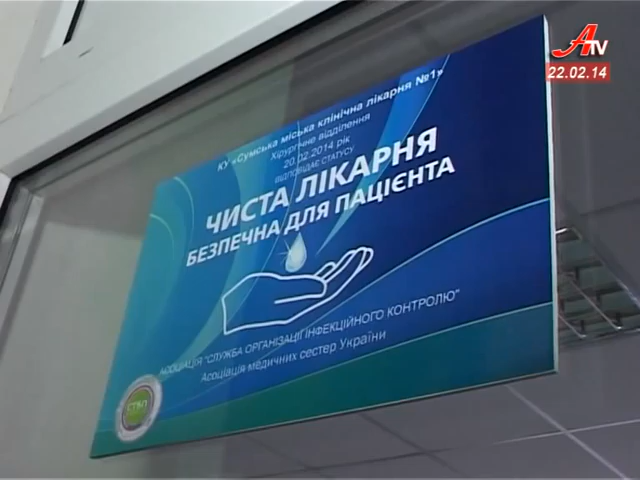 ATV
22.02.14
КУ «Сумська міська клінічна лікарня №1»
Хірургічне відділення
20.02.2014 рік
ВІДПОВІДАЄ СТАТУСУ
ЧИСТА ЛІКАРНЯ
БЕЗПЕЧНА ДЛЯ ПАЦІЄНТА
АСОЦІАЦІЯ "СЛУЖБА ОРГАНІЗАЦІЇ ІНФЕКЦІЙНОГО КОНТРОЛЮ"
Асоціація медичних сестер України